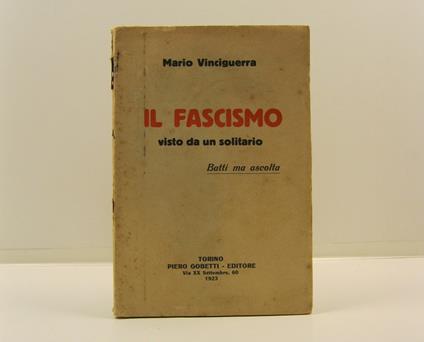 Mario Vinciguerra
IL FASCISMO
visto da un solitario
Batti ma ascolta
TORINO
PIERO GOBETTI - EDITORE
Via XX Settembre, 60
1923